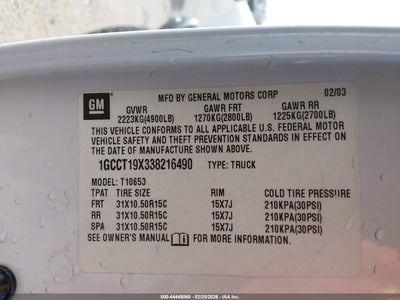 MFD BY GENERAL MOTORS CORP 02/03
GM
GVWR GAWR FRT GAWR RR
2223KG(4900LB) 1270KG(2800LB) 1225KG(2700LB)
THIS VEHICLE CONFORMS TO ALL APPLICABLE U.S. FEDERAL MOTOR
VEHICLE SAFETY AND THEFT PREVENTION STANDARDS IN EFFECT ON THE
DATE OF MANUFACTURE SHOWN ABOVE.
1GCCT19X338216490 TYPE: TRUCK
MODEL: T10653
TPAT TIRE SIZE RIM COLD TIRE PRESSURE
FRT 31X10.50R15C 15X7J 210KPA(30PSI)
RR 31X10.50R15C 15X7J 210KPA(30PSI)
SPA 31X10.50R15C 15X7J 210KPA(30PSI)
SEE OWNER'S MANUAL FOR MORE INFORMATION.
000-44448060 - 02/20/2026 - IAA Inc.